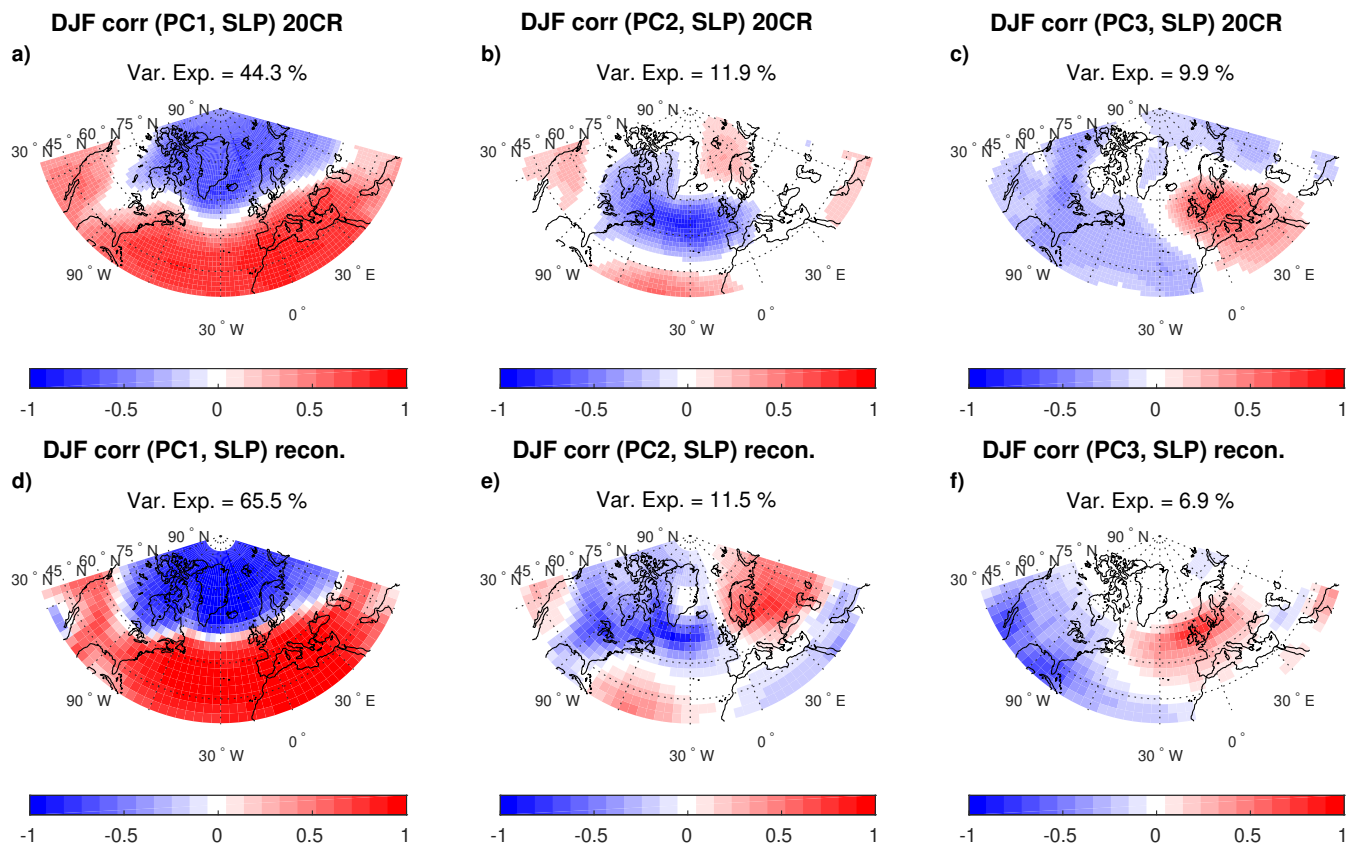 DJF corr (PC1, SLP) 20CR
a)
Var. Exp. = 44.3 %
90 ° N
75 ° N
60 ° N
45 ° N
30 ° N
90 ° W
30 ° W
0 °
30 ° E
-1 -0.5 0 0.5 1
DJF corr (PC2, SLP) 20CR
b)
Var. Exp. = 11.9 %
90 ° N
75 ° N
60 ° N
45 ° N
30 ° N
90 ° W
30 ° W
0 °
30 ° E
-1 -0.5 0 0.5 1
DJF corr (PC3, SLP) 20CR
c)
Var. Exp. = 9.9 %
90 ° N
75 ° N
60 ° N
45 ° N
30 ° N
90 ° W
30 ° W
0 °
30 ° E
-1 -0.5 0 0.5 1
DJF corr (PC1, SLP) recon.
d)
Var. Exp. = 65.5 %
90 ° N
75 ° N
60 ° N
45 ° N
30 ° N
90 ° W
30 ° W
0 °
30 ° E
-1 -0.5 0 0.5 1
DJF corr (PC2, SLP) recon.
e)
Var. Exp. = 11.5 %
90 ° N
75 ° N
60 ° N
45 ° N
30 ° N
90 ° W
30 ° W
0 °
30 ° E
-1 -0.5 0 0.5 1
DJF corr (PC3, SLP) recon.
f)
Var. Exp. = 6.9 %
90 ° N
75 ° N
60 ° N
45 ° N
30 ° N
90 ° W
30 ° W
0 °
30 ° E
-1 -0.5 0 0.5 1